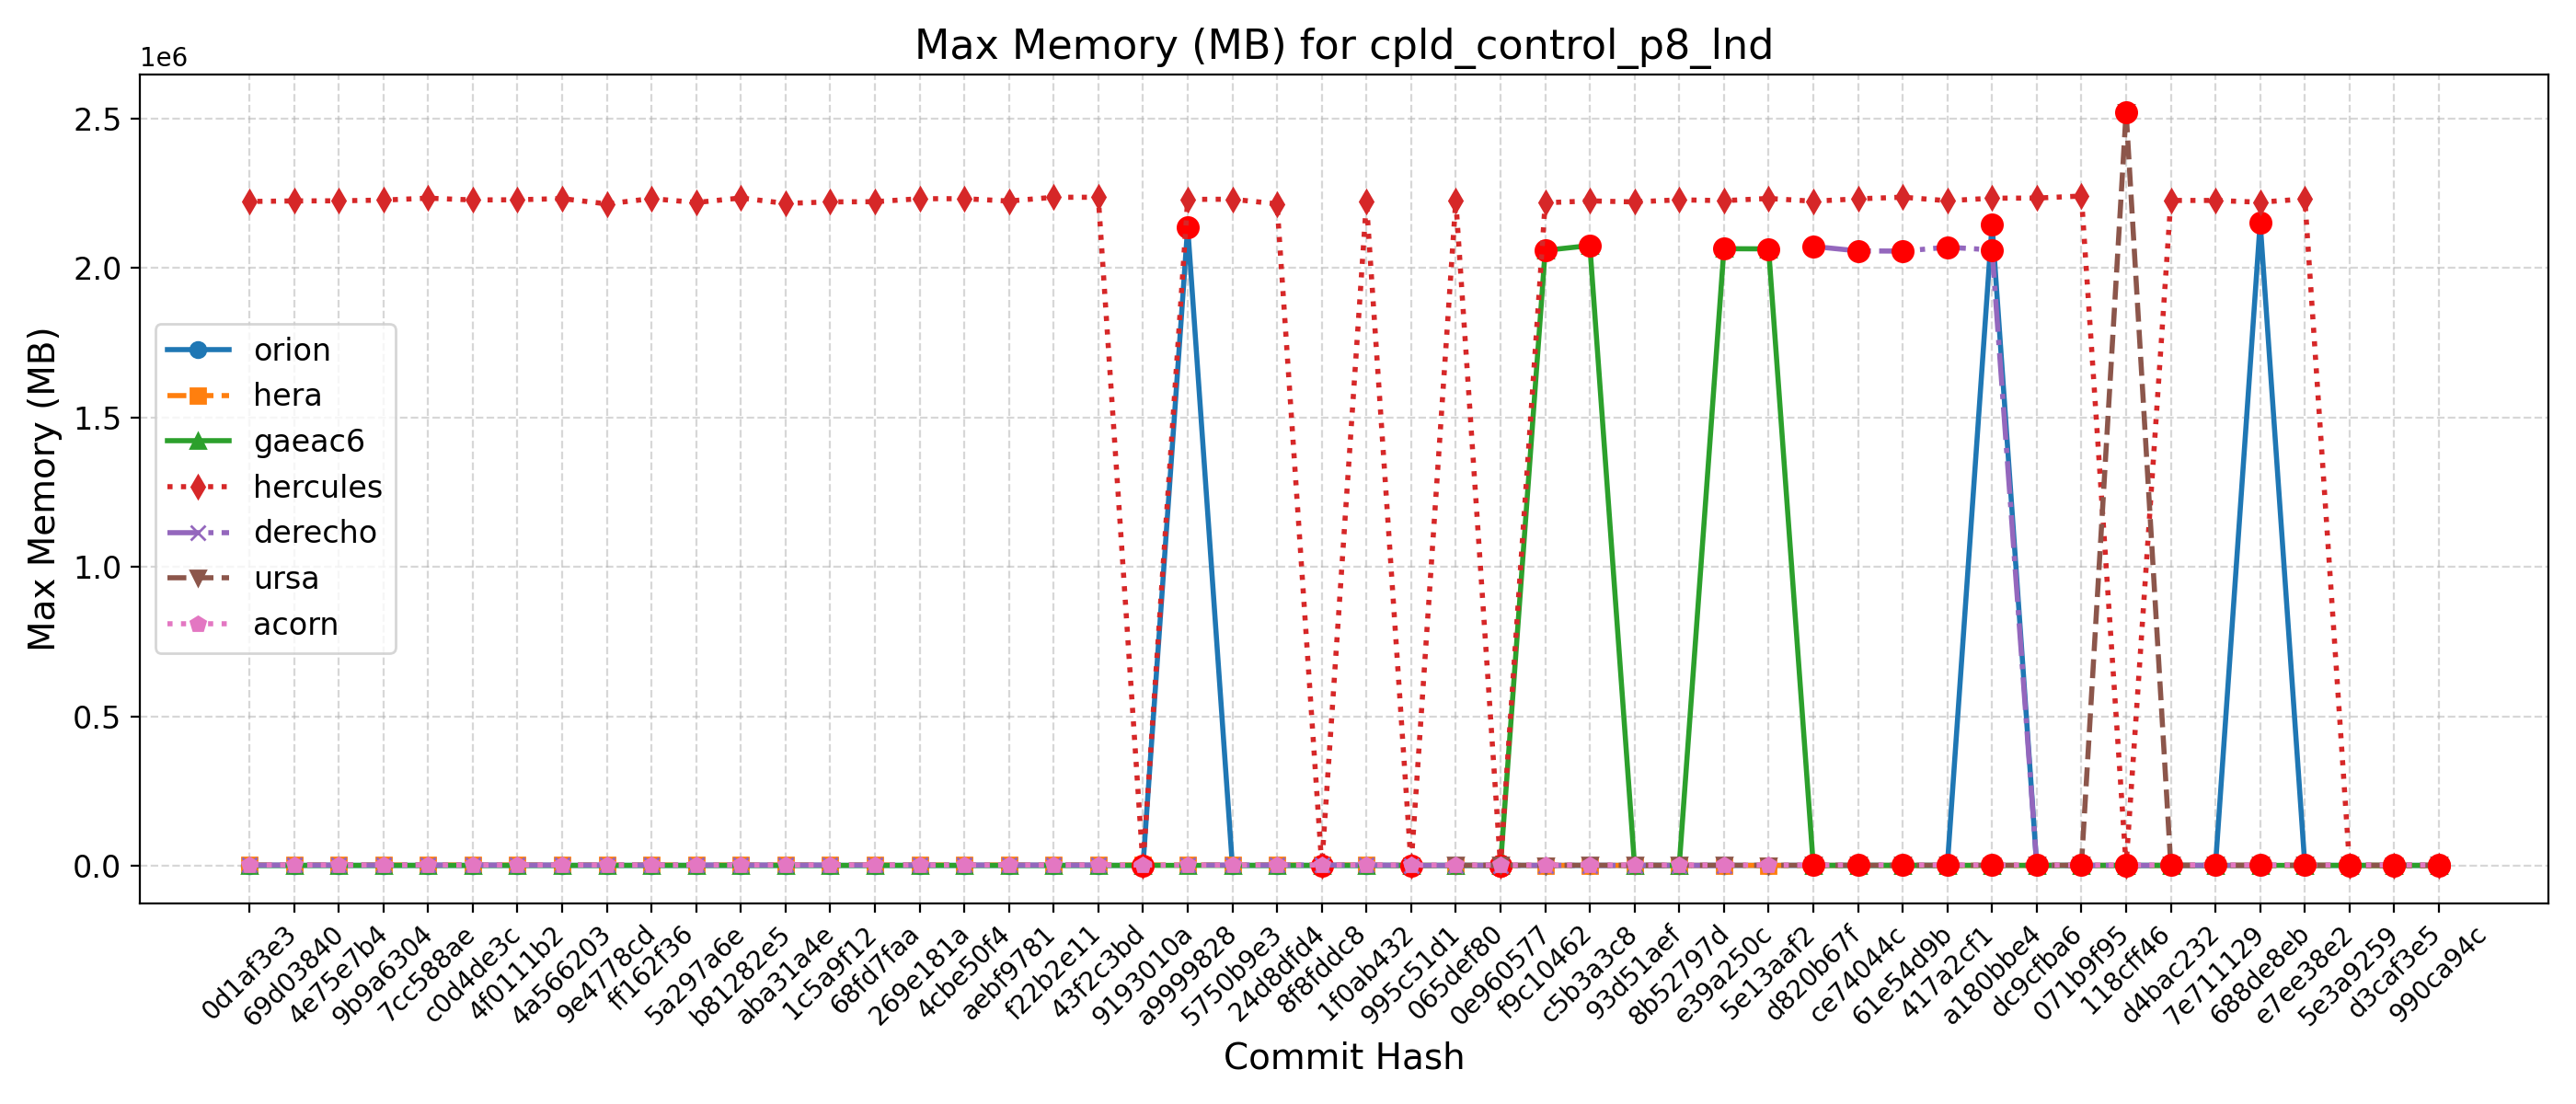 Max Memory (MB) for cpld_control_p8_lnd
1e6
2.5
2.0
1.5
1.0
0.5
0.0
Max Memory (MB)
orion
hera
gaeac6
hercules
derecho
ursa
acorn
0d1af3e3
69d03840
4e75e7b4
9b9a6304
7cc588ae
c0d4de3c
4f0111b2
4a566203
9e4778cd
ff162f36
5a297a6e
b81282e5
aba31a4e
1c5a9f12
68fd7faa
269e181a
4cbe50f4
aebf9781
f22b2e11
43f2c3bd
9193010a
a9999828
5750b9e3
24d8dfd4
8f8fddc8
1f0ab432
995c51d1
065def80
0e960577
f9c10462
c5b3a3c8
93d51aef
8b52797d
e39a250c
5e13aaf2
d820b67f
ce74044c
61e54d9b
417a2cf1
a180bbe4
dc9cfba6
071b9f95
118cff46
d4bac232
7e711129
688de8eb
e7ee38e2
5e3a9259
d3caf3e5
990ca94c
Commit Hash